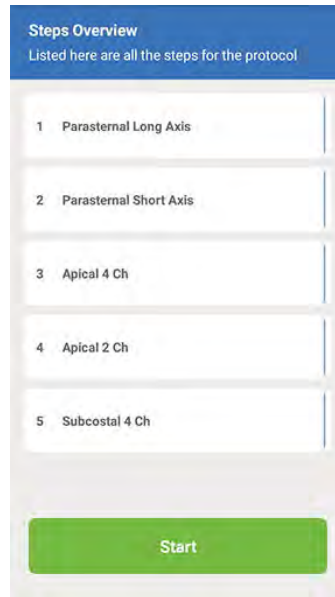 Steps Overview
Listed here are all the steps for the protocol
1 Parasternal Long Axis
2 Parasternal Short Axis
3 Apical 4 Ch
4 Apical 2 Ch
5 Subcostal 4 Ch
Start